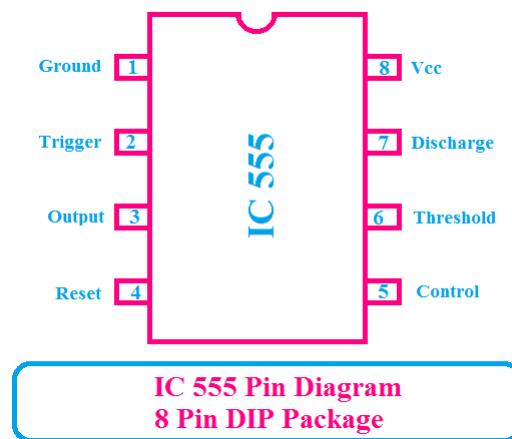 Ground 1 8 Vcc
Trigger 2 7 Discharge
IC 555
Output 3 6 Threshold
Reset 4 5 Control
IC 555 Pin Diagram
8 Pin DIP Package